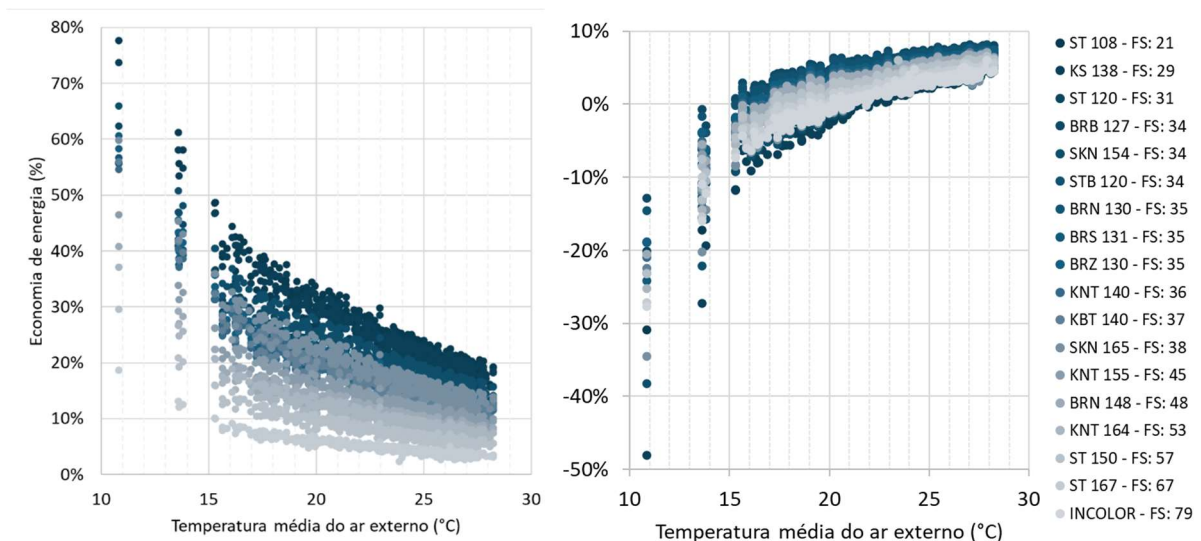 80%
70%
60%
50%
40%
30%
20%
10%
0%
Economia de energia (%)
10 15 20 25 30
Temperatura média do ar externo (°C)
10%
0%
-10%
-20%
-30%
-40%
-50%
10 15 20 25 30
Temperatura média do ar externo (°C)
ST 108 - FS: 21
KS 138 - FS: 29
ST 120 - FS: 31
BRB 127 - FS: 34
SKN 154 - FS: 34
STB 120 - FS: 34
BRN 130 - FS: 35
BRS 131 - FS: 35
BRZ 130 - FS: 35
KNT 140 - FS: 36
KBT 140 - FS: 37
SKN 165 - FS: 38
KNT 155 - FS: 45
BRN 148 - FS: 48
KNT 164 - FS: 53
ST 150 - FS: 57
ST 167 - FS: 67
INCOLOR - FS: 79